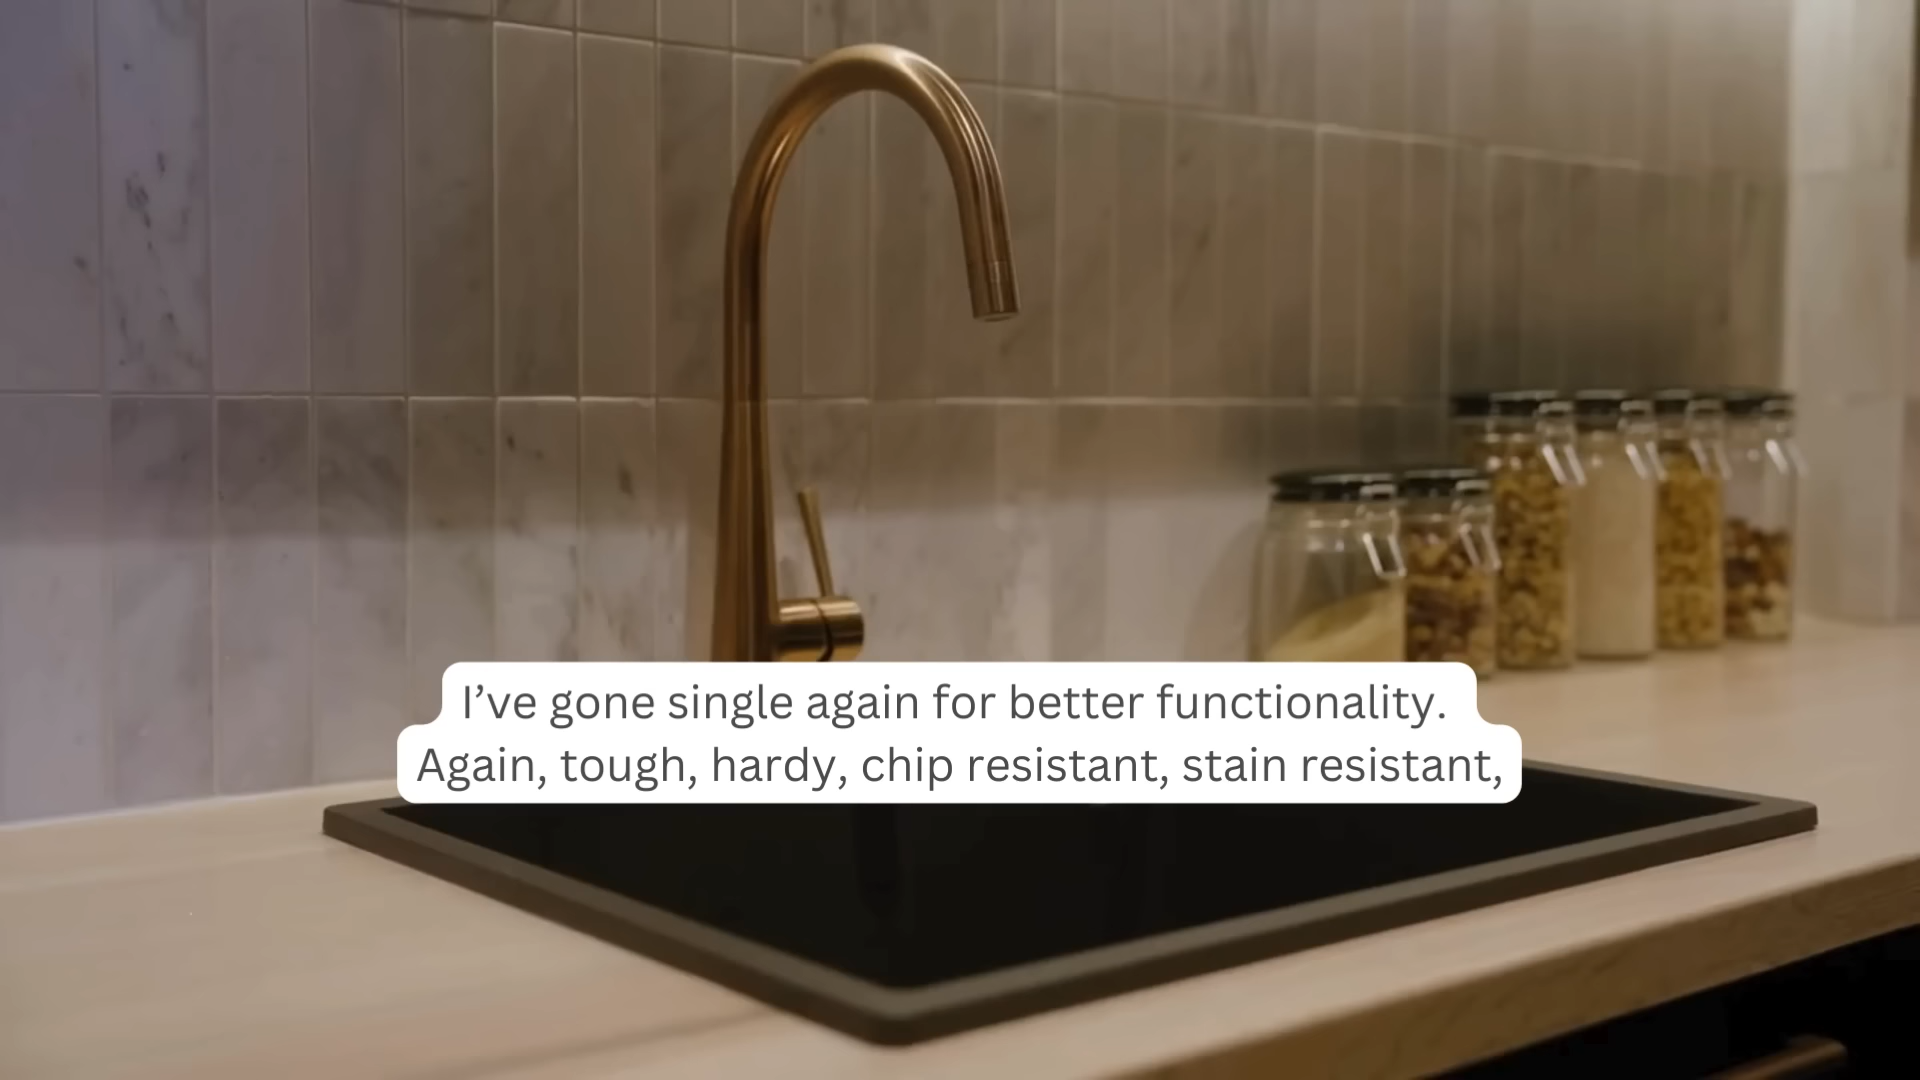 I’ve gone single again for better functionality.
Again, tough, hardy, chip resistant, stain resistant,